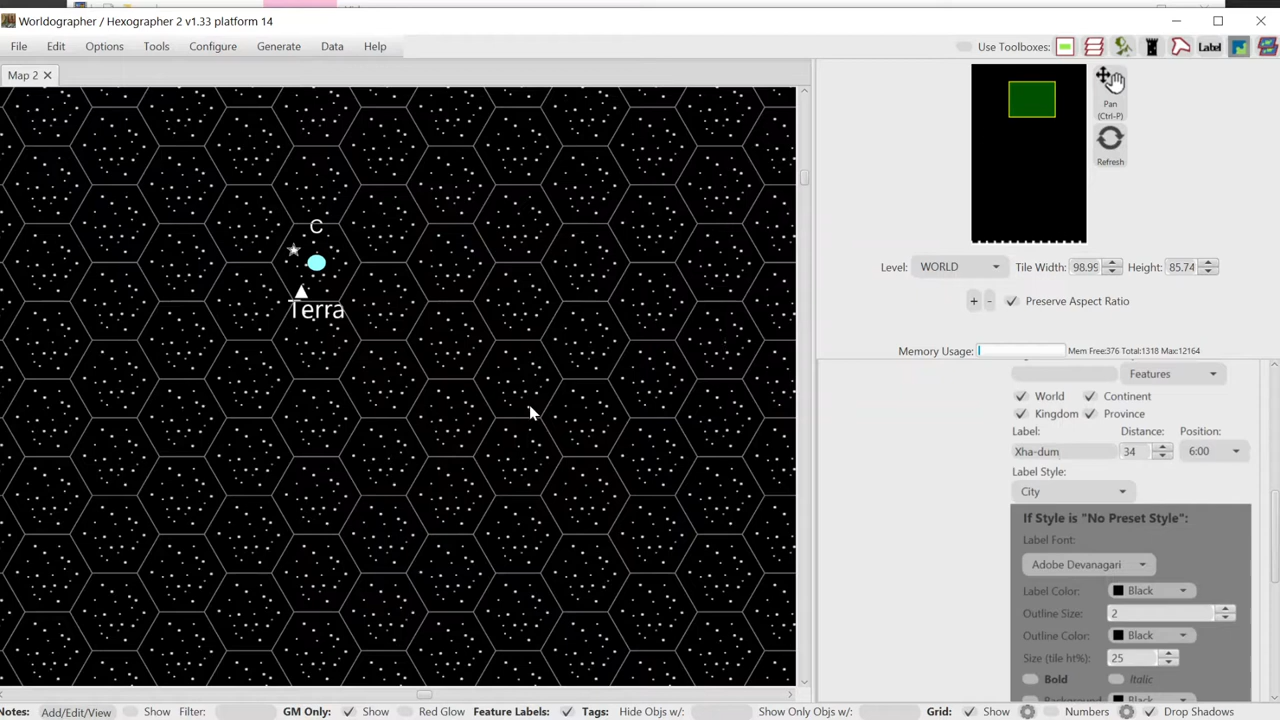 Worldographer / Hexographer 2 v1.33 platform 14
File Edit Options Tools Configure Generate Data Help
Use Toolboxes: Label
Map 2
C
Terra
Pan
(Ctrl-P)
Refresh
Level: WORLD Tile Width: 98.99 Height: 85.74
+ - Preserve Aspect Ratio
Memory Usage: Mem Free:376 Total:1318 Max:12164
Features
World Continent
Kingdom Province
Label: Distance: Position:
Xha-dum 34 6:00
Label Style:
City
If Style is "No Preset Style":
Label Font:
Adobe Devanagari
Label Color: Black
Outline Size: 2
Outline Color: Black
Size (tile ht%): 25
Bold Italic
Background Black
Notes: Add/Edit/View Show Filter: GM Only: Show Red Glow Feature Labels: Tags: Hide Objs w/: Show Only Objs w/: Grid: Show Numbers Drop Shadows